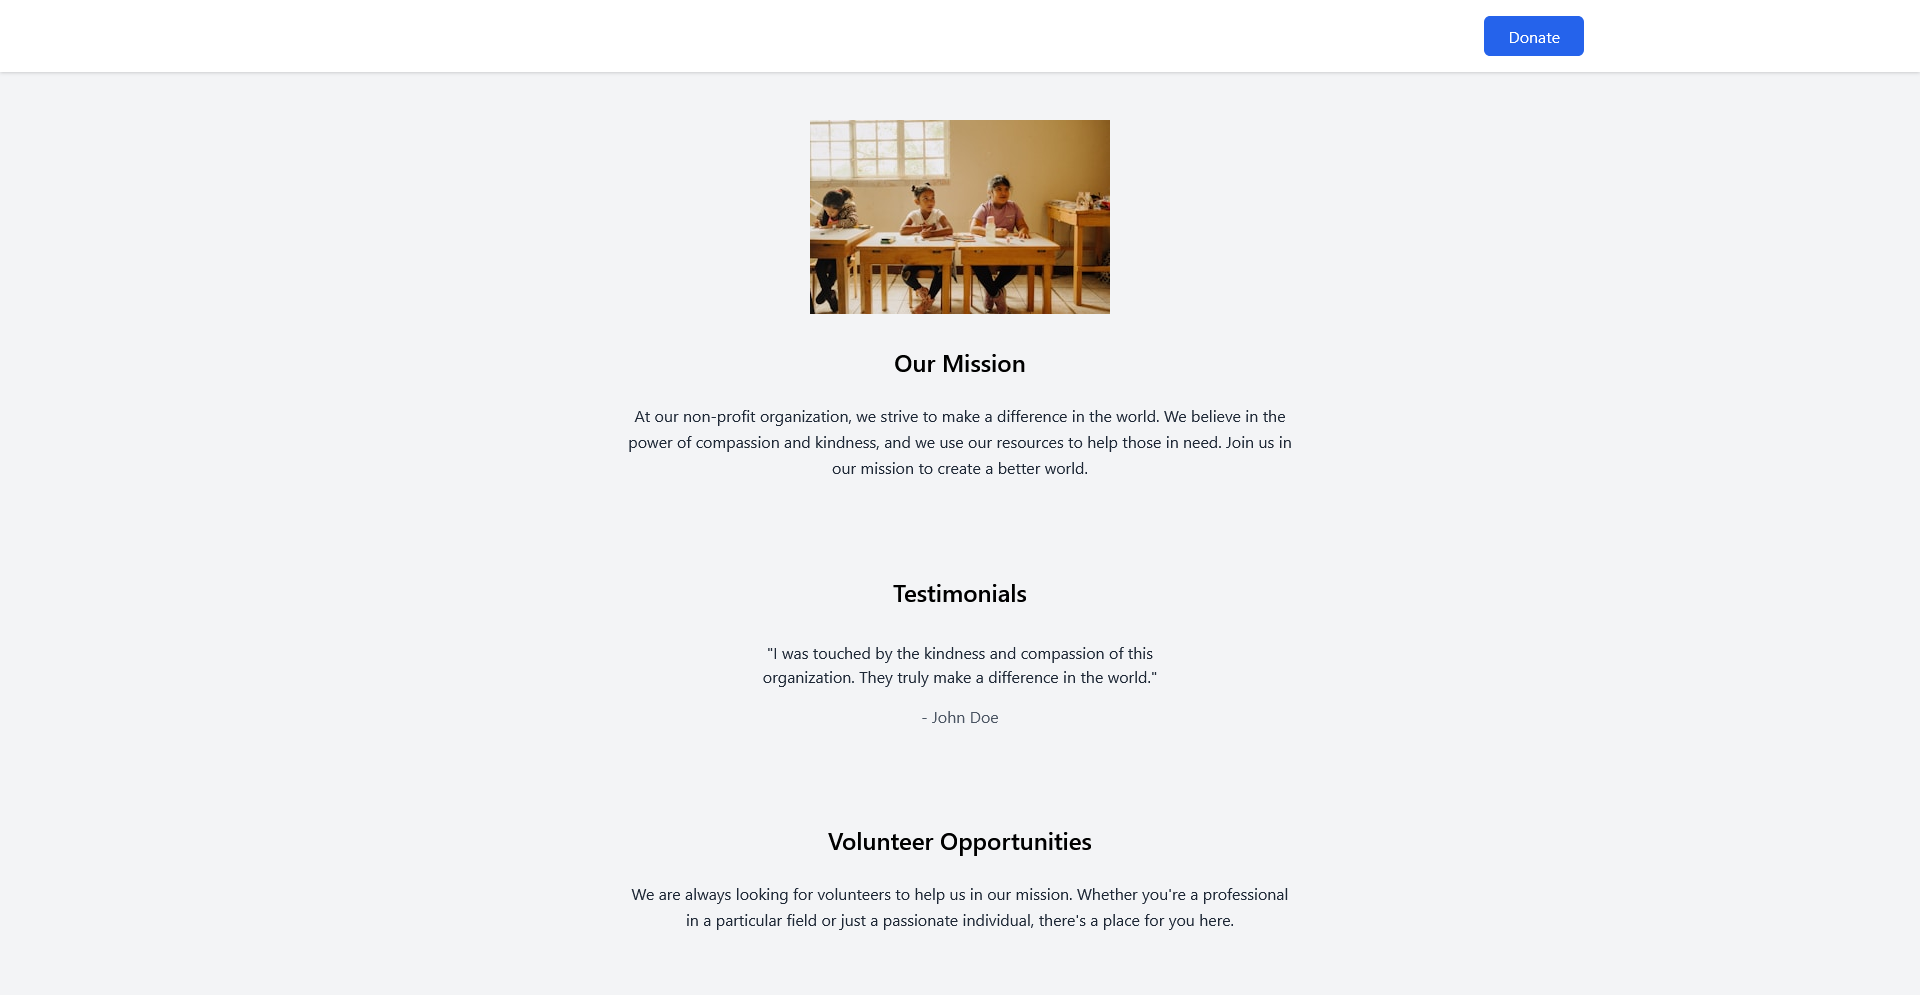 Donate
Our Mission
At our non-profit organization, we strive to make a difference in the world. We believe in the
power of compassion and kindness, and we use our resources to help those in need. Join us in
our mission to create a better world.
Testimonials
"I was touched by the kindness and compassion of this
organization. They truly make a difference in the world."
- John Doe
Volunteer Opportunities
We are always looking for volunteers to help us in our mission. Whether you're a professional
in a particular field or just a passionate individual, there's a place for you here.